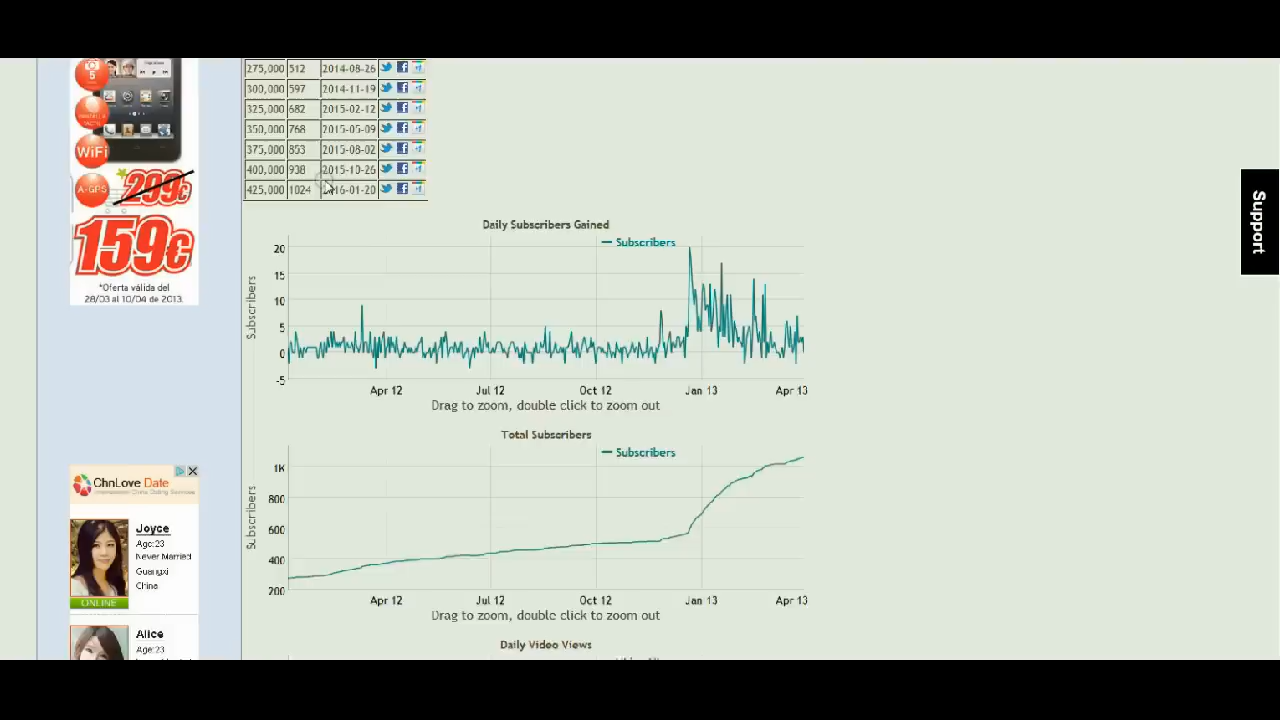 5
WiFi
A-GPS
299€
159€
*Oferta válida del
28/03 al 10/04 de 2013.
ChnLove Date
Joyce
Age:23
Never Married
Guangxi
China
ONLINE
Alice
Age:23
275,000 512 2014-08-26
300,000 597 2014-11-19
325,000 682 2015-02-12
350,000 768 2015-05-09
375,000 853 2015-08-02
400,000 938 2015-10-26
425,000 1024 2016-01-20
Daily Subscribers Gained
Subscribers
20
15
10
5
0
-5
Subscribers
Apr 12 Jul 12 Oct 12 Jan 13 Apr 13
Drag to zoom, double click to zoom out
Total Subscribers
Subscribers
1K
800
600
400
200
Subscribers
Apr 12 Jul 12 Oct 12 Jan 13 Apr 13
Drag to zoom, double click to zoom out
Daily Video Views
Support